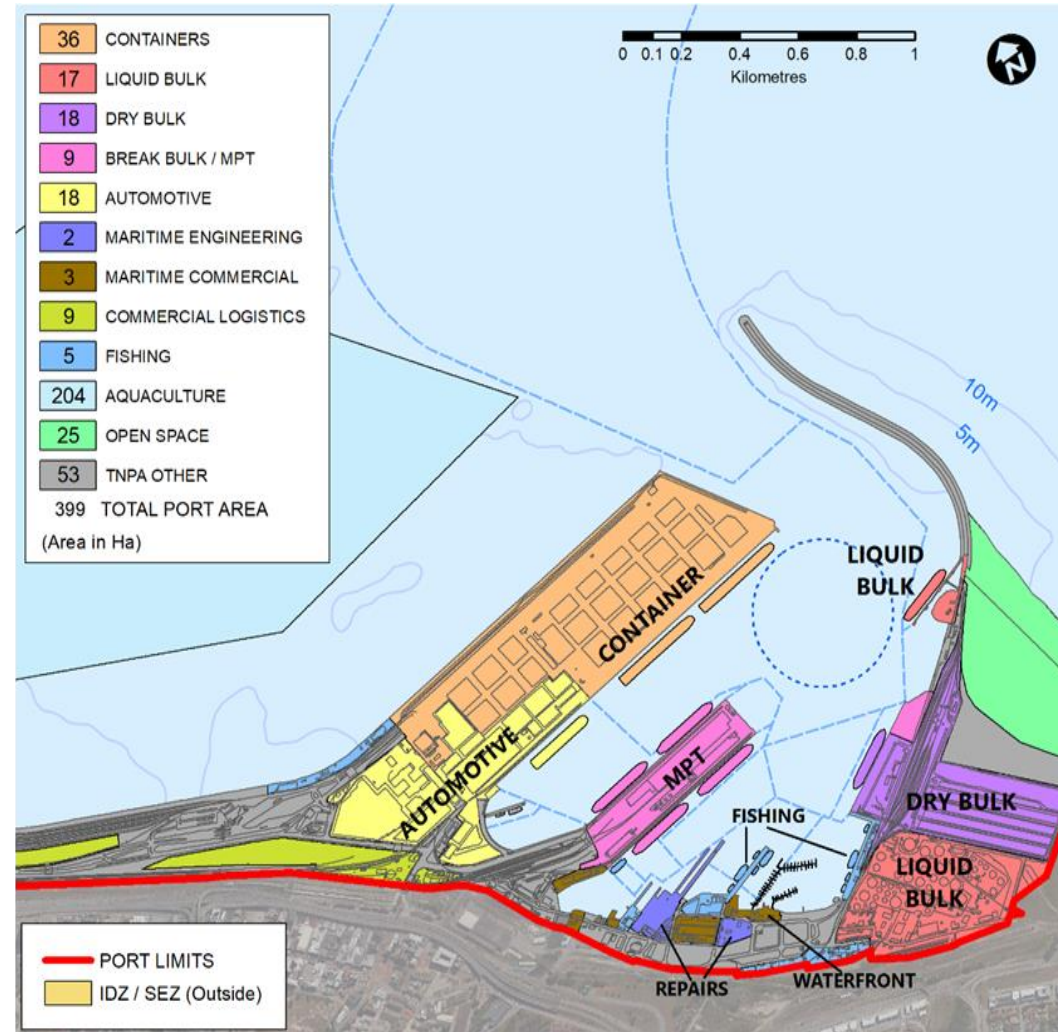 36 CONTAINERS
17 LIQUID BULK
18 DRY BULK
9 BREAK BULK / MPT
18 AUTOMOTIVE
2 MARITIME ENGINEERING
3 MARITIME COMMERCIAL
9 COMMERCIAL LOGISTICS
5 FISHING
204 AQUACULTURE
25 OPEN SPACE
53 TNPA OTHER
399 TOTAL PORT AREA
(Area in Ha)
0 0.1 0.2 0.4 0.6 0.8 1
Kilometres
N
10m
5m
LIQUID
BULK
CONTAINER
AUTOMOTIVE
MPT
DRY BULK
FISHING
LIQUID
BULK
WATERFRONT
REPAIRS
PORT LIMITS
IDZ / SEZ (Outside)